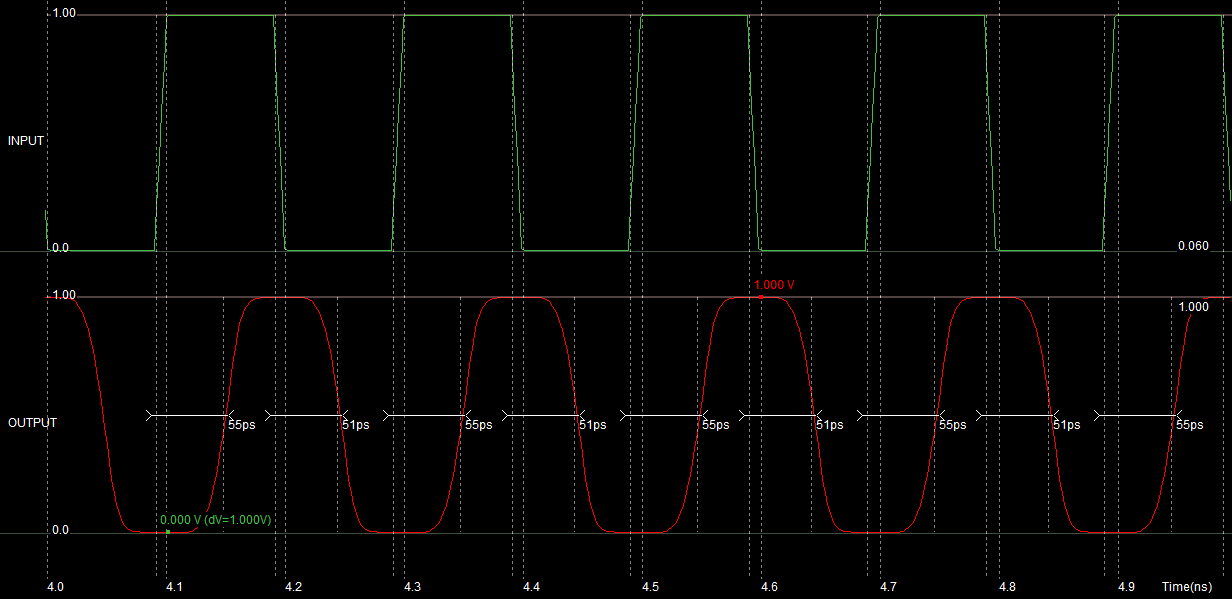 1.00
INPUT
0.0
0.060
1.000 V
1.00
1.000
OUTPUT
55ps 51ps 55ps 51ps 55ps 51ps 55ps 51ps 55ps
0.000 V (dV=1.000V)
0.0
4.0 4.1 4.2 4.3 4.4 4.5 4.6 4.7 4.8 4.9 Time(ns)